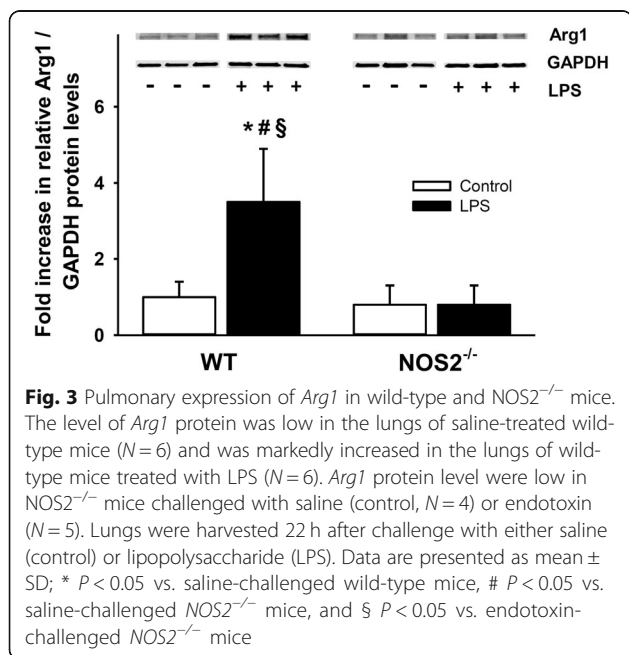 Arg1
GAPDH
- - - + + + - - - + + + LPS
Fold increase in relative Arg1 /
GAPDH protein levels
6
4
2
0
* # §
Control
LPS
WT
NOS2-/-
Fig. 3 Pulmonary expression of Arg1 in wild-type and NOS2−/− mice.
The level of Arg1 protein was low in the lungs of saline-treated wild-
type mice (N = 6) and was markedly increased in the lungs of wild-
type mice treated with LPS (N = 6). Arg1 protein level were low in
NOS2−/− mice challenged with saline (control, N = 4) or endotoxin
(N = 5). Lungs were harvested 22 h after challenge with either saline
(control) or lipopolysaccharide (LPS). Data are presented as mean ±
SD; * P < 0.05 vs. saline-challenged wild-type mice, # P < 0.05 vs.
saline-challenged NOS2−/− mice, and § P < 0.05 vs. endotoxin-
challenged NOS2−/− mice